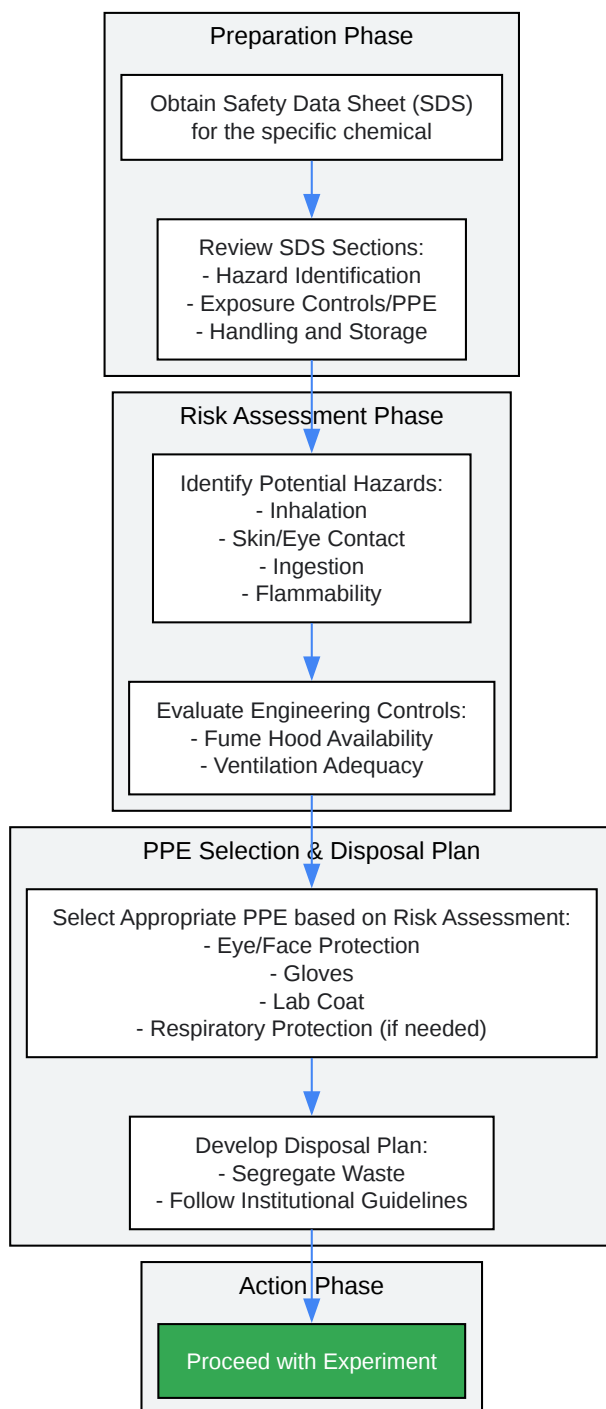 Preparation Phase
Obtain Safety Data Sheet (SDS)
for the specific chemical
Review SDS Sections:
- Hazard Identification
- Exposure Controls/PPE
- Handling and Storage
Risk Assessment Phase
Identify Potential Hazards:
- Inhalation
- Skin/Eye Contact
- Ingestion
- Flammability
Evaluate Engineering Controls:
- Fume Hood Availability
- Ventilation Adequacy
PPE Selection & Disposal Plan
Select Appropriate PPE based on Risk Assessment:
- Eye/Face Protection
- Gloves
- Lab Coat
- Respiratory Protection (if needed)
Develop Disposal Plan:
- Segregate Waste
- Follow Institutional Guidelines
Action Phase
Proceed with Experiment